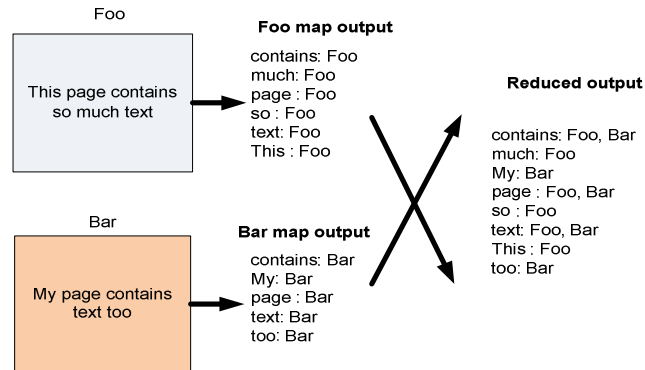 Foo
This page contains
so much text
Foo map output
contains: Foo
much: Foo
page : Foo
so : Foo
text: Foo
This : Foo
Bar
My page contains
text too
Bar map output
contains: Bar
My: Bar
page : Bar
text: Bar
too: Bar
Reduced output
contains: Foo, Bar
much: Foo
My: Bar
page : Foo, Bar
so : Foo
text: Foo, Bar
This : Foo
too: Bar